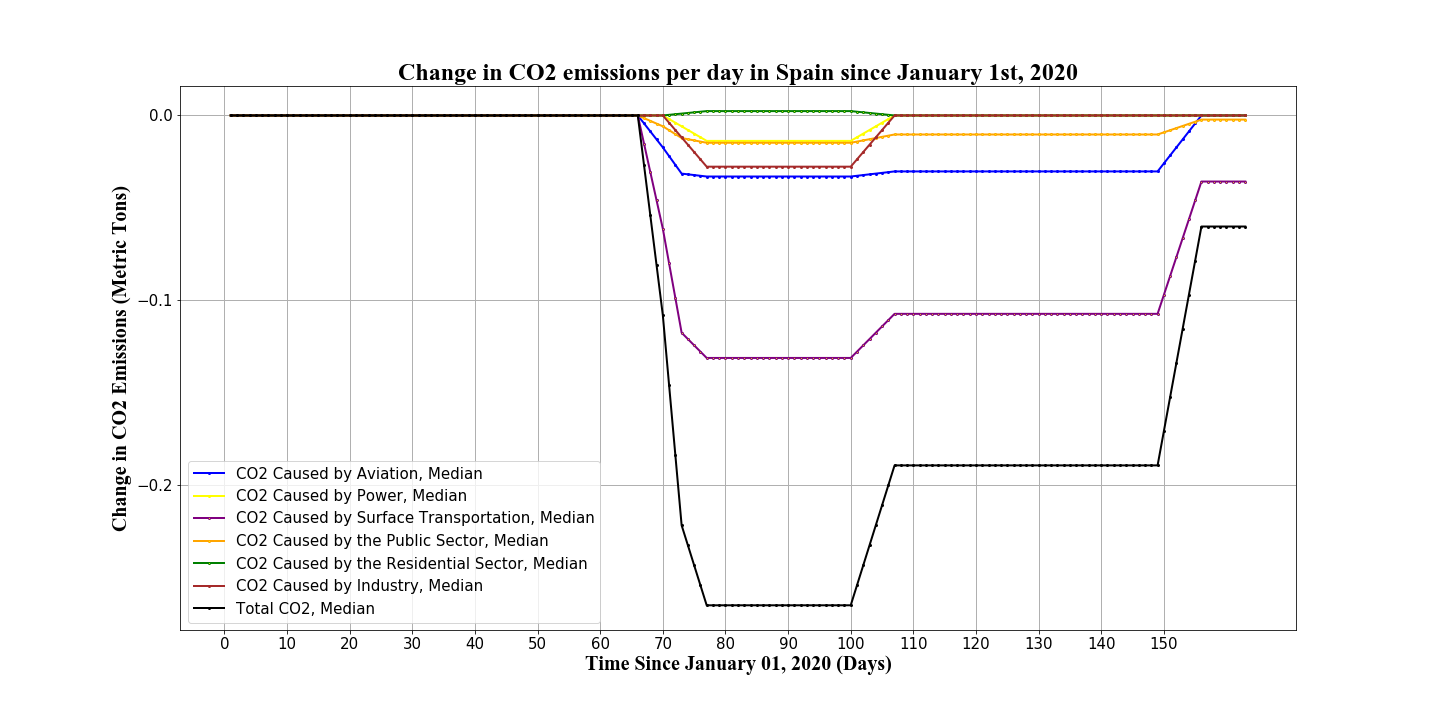 Change in CO2 emissions per day in Spain since January 1st, 2020
Change in CO2 Emissions (Metric Tons)
0.0
−0.1
−0.2
CO2 Caused by Aviation, Median
CO2 Caused by Power, Median
CO2 Caused by Surface Transportation, Median
CO2 Caused by the Public Sector, Median
CO2 Caused by the Residential Sector, Median
CO2 Caused by Industry, Median
Total CO2, Median
0 10 20 30 40 50 60 70 80 90 100 110 120 130 140 150
Time Since January 01, 2020 (Days)